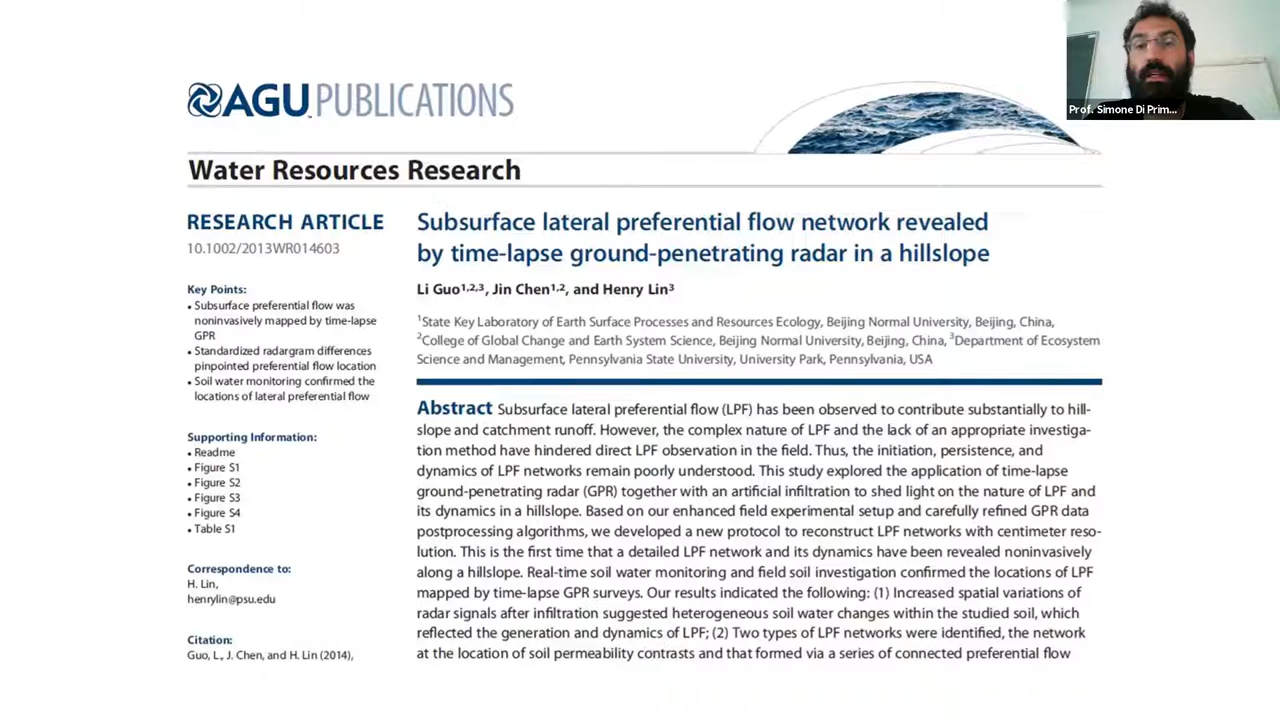 AGU PUBLICATIONS
Prof. Simone Di Prim...
Water Resources Research
RESEARCH ARTICLE
10.1002/2013WR014603
Key Points:
• Subsurface preferential flow was
noninvasively mapped by time-lapse
GPR
• Standardized radargram differences
pinpointed preferential flow location
• Soil water monitoring confirmed the
locations of lateral preferential flow
Supporting Information:
• Readme
• Figure S1
• Figure S2
• Figure S3
• Figure S4
• Table S1
Correspondence to:
H. Lin,
henrylin@psu.edu
Citation:
Guo, L., J. Chen, and H. Lin (2014),
Subsurface lateral preferential flow network revealed
by time-lapse ground-penetrating radar in a hillslope
Li Guo1,2,3, Jin Chen1,2, and Henry Lin3
1State Key Laboratory of Earth Surface Processes and Resources Ecology, Beijing Normal University, Beijing, China,
2College of Global Change and Earth System Science, Beijing Normal University, Beijing, China, 3Department of Ecosystem
Science and Management, Pennsylvania State University, University Park, Pennsylvania, USA
Abstract Subsurface lateral preferential flow (LPF) has been observed to contribute substantially to hill-
slope and catchment runoff. However, the complex nature of LPF and the lack of an appropriate investiga-
tion method have hindered direct LPF observation in the field. Thus, the initiation, persistence, and
dynamics of LPF networks remain poorly understood. This study explored the application of time-lapse
ground-penetrating radar (GPR) together with an artificial infiltration to shed light on the nature of LPF and
its dynamics in a hillslope. Based on our enhanced field experimental setup and carefully refined GPR data
postprocessing algorithms, we developed a new protocol to reconstruct LPF networks with centimeter reso-
lution. This is the first time that a detailed LPF network and its dynamics have been revealed noninvasively
along a hillslope. Real-time soil water monitoring and field soil investigation confirmed the locations of LPF
mapped by time-lapse GPR surveys. Our results indicated the following: (1) Increased spatial variations of
radar signals after infiltration suggested heterogeneous soil water changes within the studied soil, which
reflected the generation and dynamics of LPF; (2) Two types of LPF networks were identified, the network
at the location of soil permeability contrasts and that formed via a series of connected preferential flow